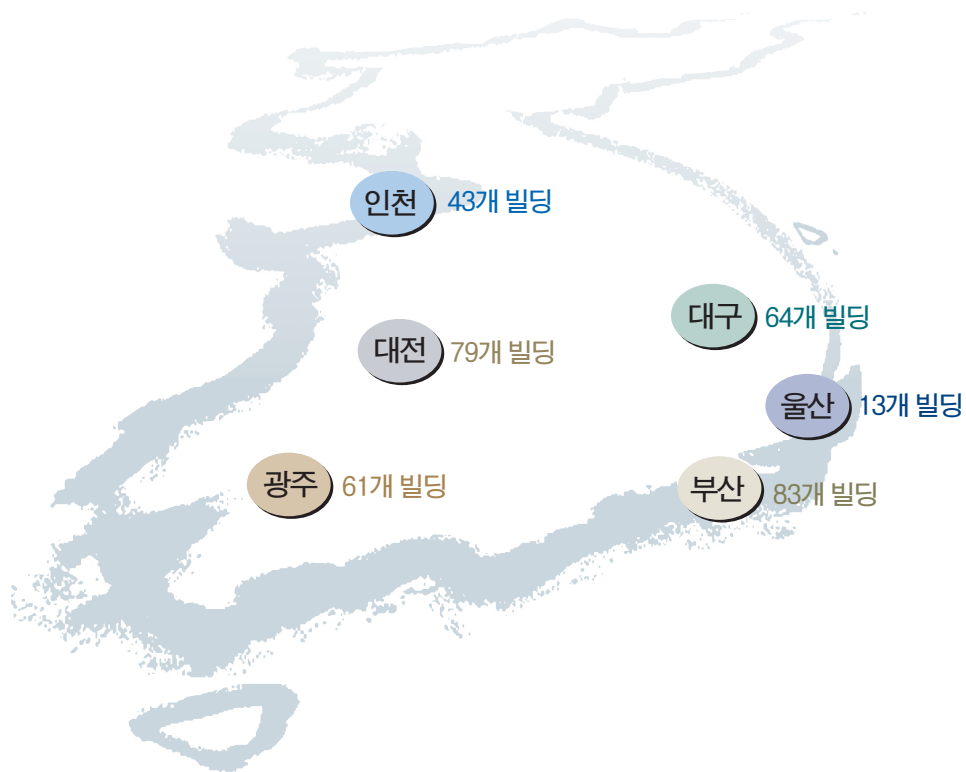 인천 43개 빌딩
대구 64개 빌딩
대전 79개 빌딩
울산 13개 빌딩
광주 61개 빌딩
부산 83개 빌딩